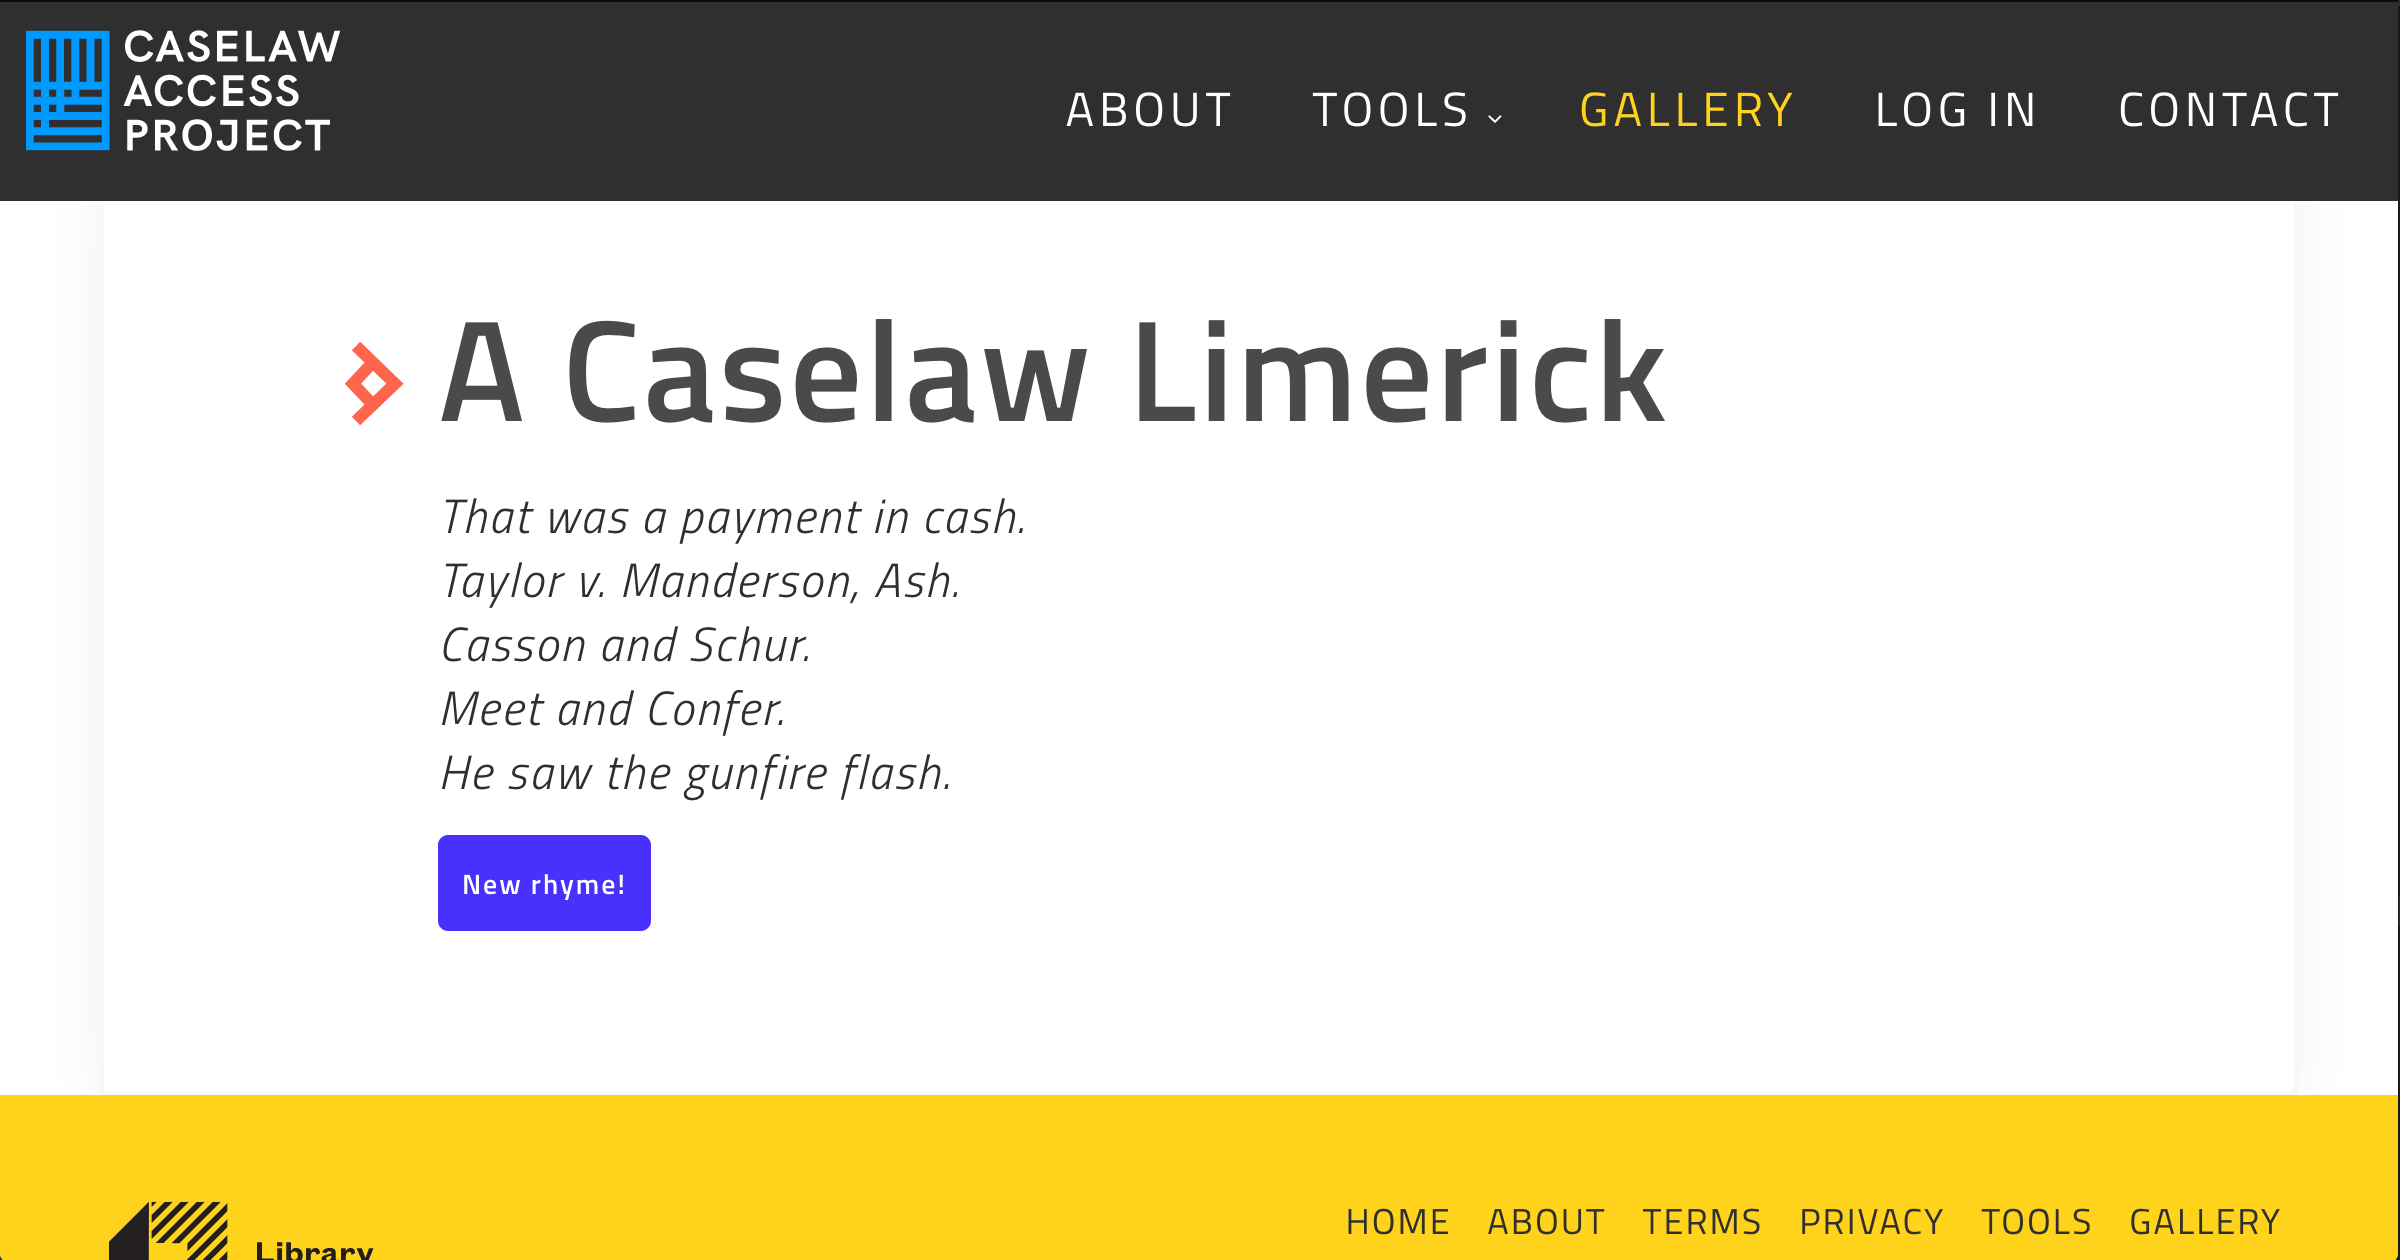 CASELAW
ACCESS
PROJECT
ABOUT TOOLS GALLERY LOG IN CONTACT
A Caselaw Limerick
That was a payment in cash.
Taylor v. Manderson, Ash.
Casson and Schur.
Meet and Confer.
He saw the gunfire flash.
New rhyme!
HOME ABOUT TERMS PRIVACY TOOLS GALLERY
Library